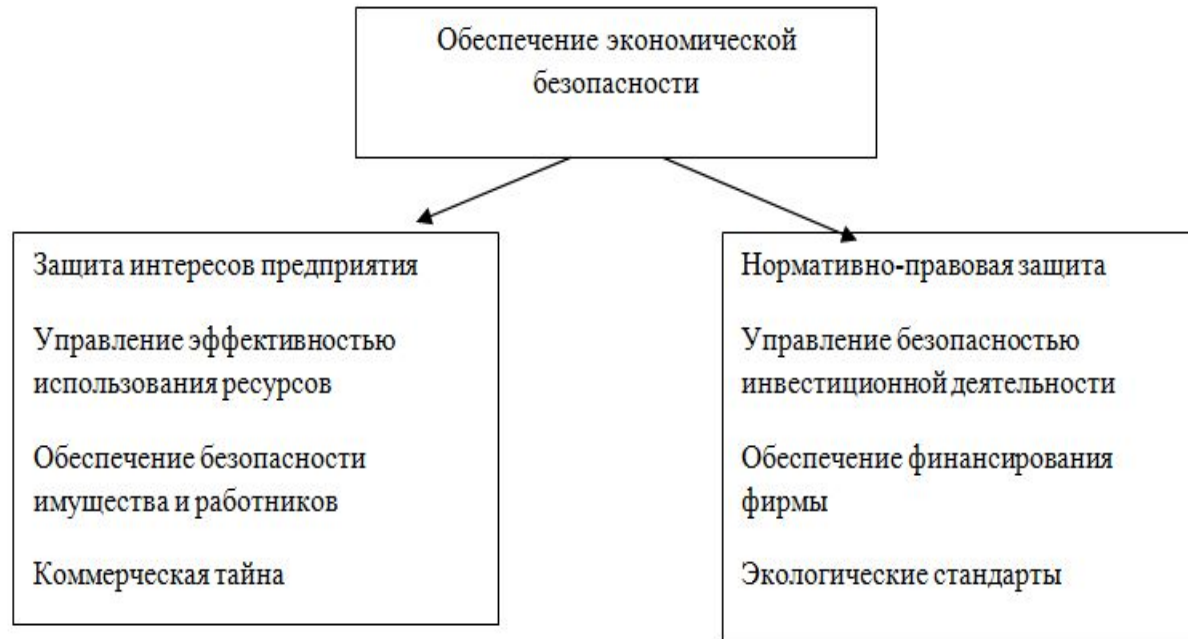 Обеспечение экономической
безопасности
Защита интересов предприятия
Управление эффективностью
использования ресурсов
Обеспечение безопасности
имущества и работников
Коммерческая тайна
Нормативно-правовая защита
Управление безопасностью
инвестиционной деятельности
Обеспечение финансирования
фирмы
Экологические стандарты